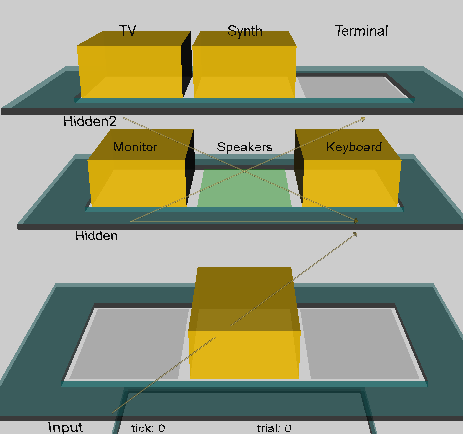 TV Synth Terminal
Hidden2
Monitor Speakers Keyboard
Hidden
Input tick: 0 trial: 0